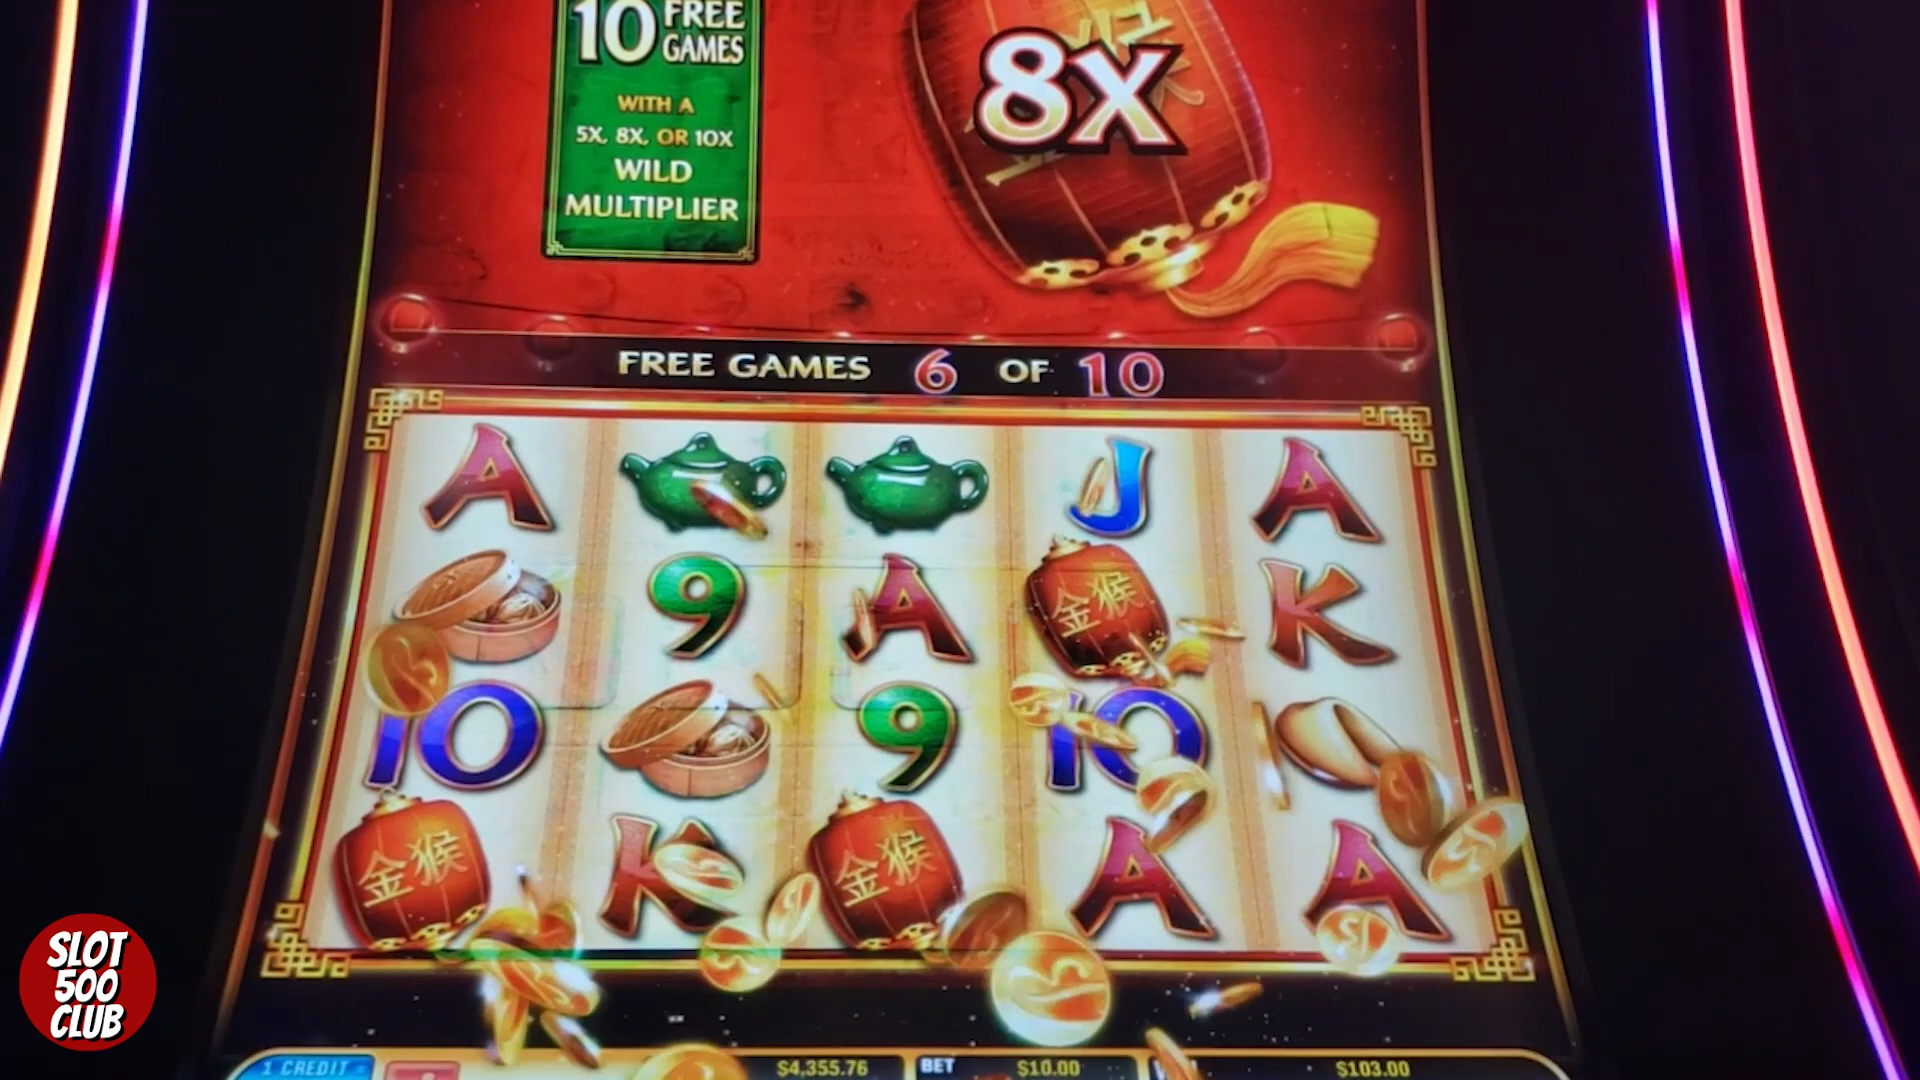 10 FREE
GAMES
WITH A
5X, 8X, OR 10X
WILD
MULTIPLIER
8X
FREE GAMES 6 OF 10
A J A
9 A 金猴 K
10 9 10
金猴 K 金猴 A A
SLOT
500
CLUB
1 CREDIT =
$4,355.76 BET $10.00 $103.00